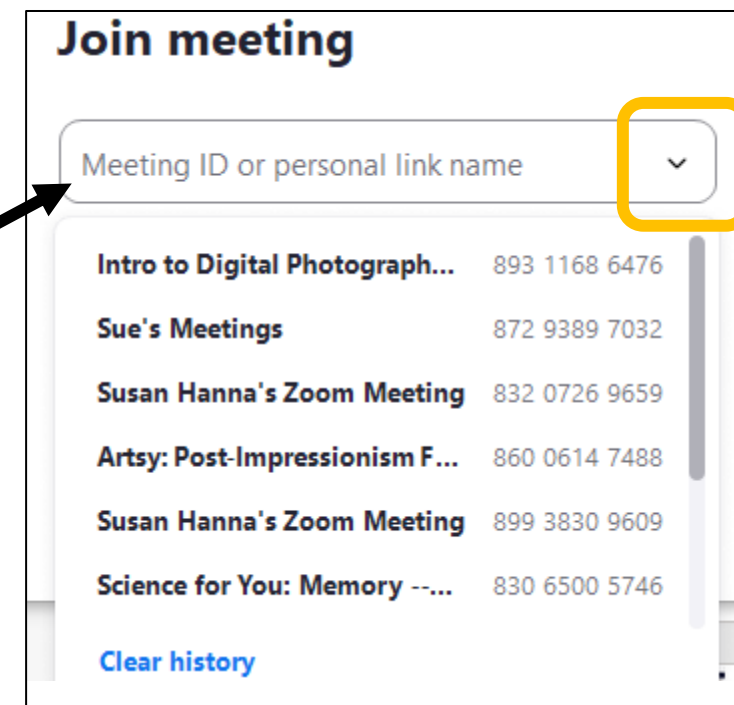 Join meeting
Meeting ID or personal link name
Intro to Digital Photograph... 893 1168 6476
Sue's Meetings 872 9389 7032
Susan Hanna's Zoom Meeting 832 0726 9659
Artsy: Post-Impressionism F... 860 0614 7488
Susan Hanna's Zoom Meeting 899 3830 9609
Science for You: Memory --... 830 6500 5746
Clear history